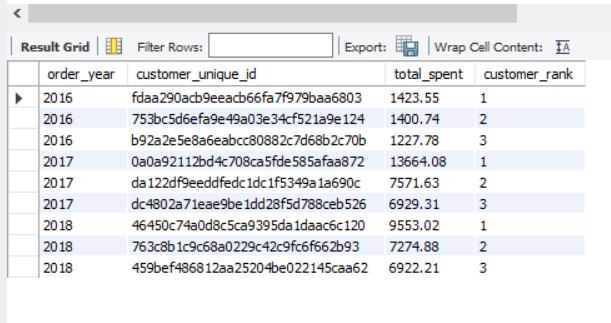 Result Grid Filter Rows: Export: Wrap Cell Content:
order_year customer_unique_id total_spent customer_rank
2016 fdaa290acb9eeacb66fa7f979baa6803 1423.55 1
2016 753bc5d6efa9e49a03e34cf521a9e124 1400.74 2
2016 b92a2e5e8a6eabcc80882c7d68b2c70b 1227.78 3
2017 0a0a92112bd4c708ca5fde585afaa872 13664.08 1
2017 da122df9eeddfedc1dc1f5349a1a690c 7571.63 2
2017 dc4802a71eae9be1dd28f5d788ceb526 6929.31 3
2018 46450c74a0d8c5ca9395da1daac6c120 9553.02 1
2018 763c8b1c9c68a0229c42c9fc6f662b93 7274.88 2
2018 459bef486812aa25204be022145caa62 6922.21 3